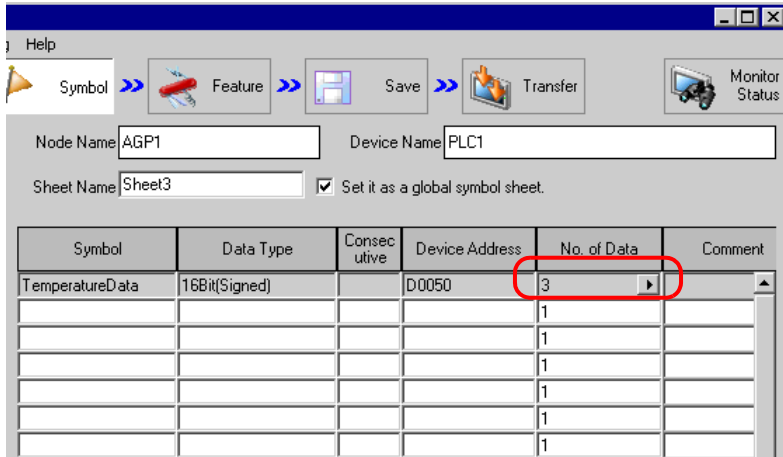 g Help
Symbol Feature Save Transfer Monitor Status
Node Name AGP1 Device Name PLC1
Sheet Name Sheet3 Set it as a global symbol sheet.
Symbol Data Type Consecutive Device Address No. of Data Comment
TemperatureData 16Bit(Signed) D0050 3
1
1
1
1
1
1